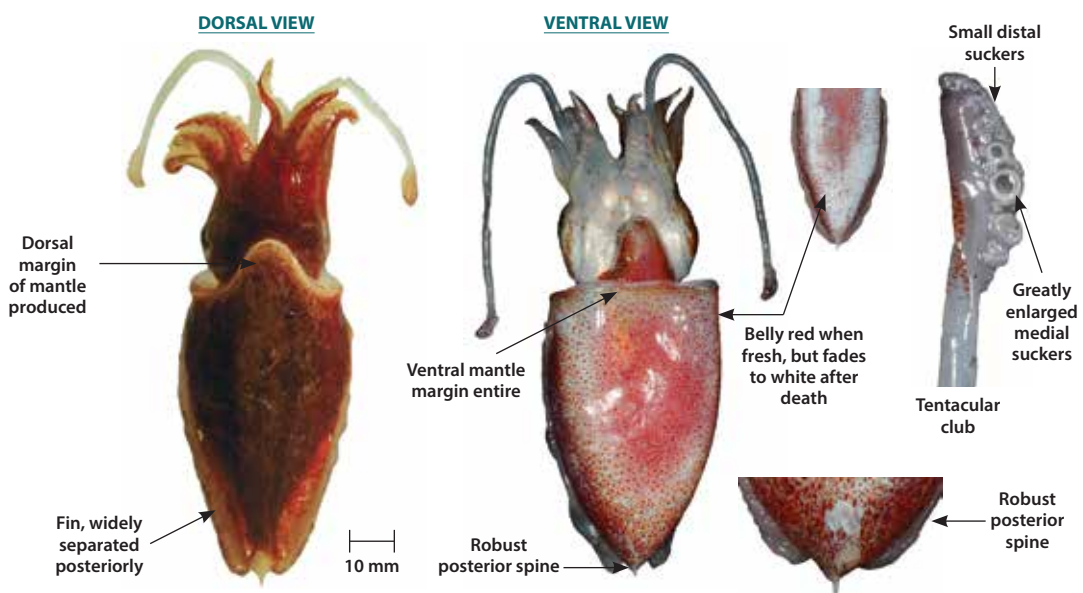 DORSAL VIEW
VENTRAL VIEW
Small distal
suckers
Dorsal
margin
of mantle
produced
Ventral mantle
margin entire
Belly red when
fresh, but fades
to white after
death
Greatly
enlarged
medial
suckers
Tentacular
club
Fin, widely
separated
posteriorly
10 mm
Robust
posterior spine
Robust
posterior
spine